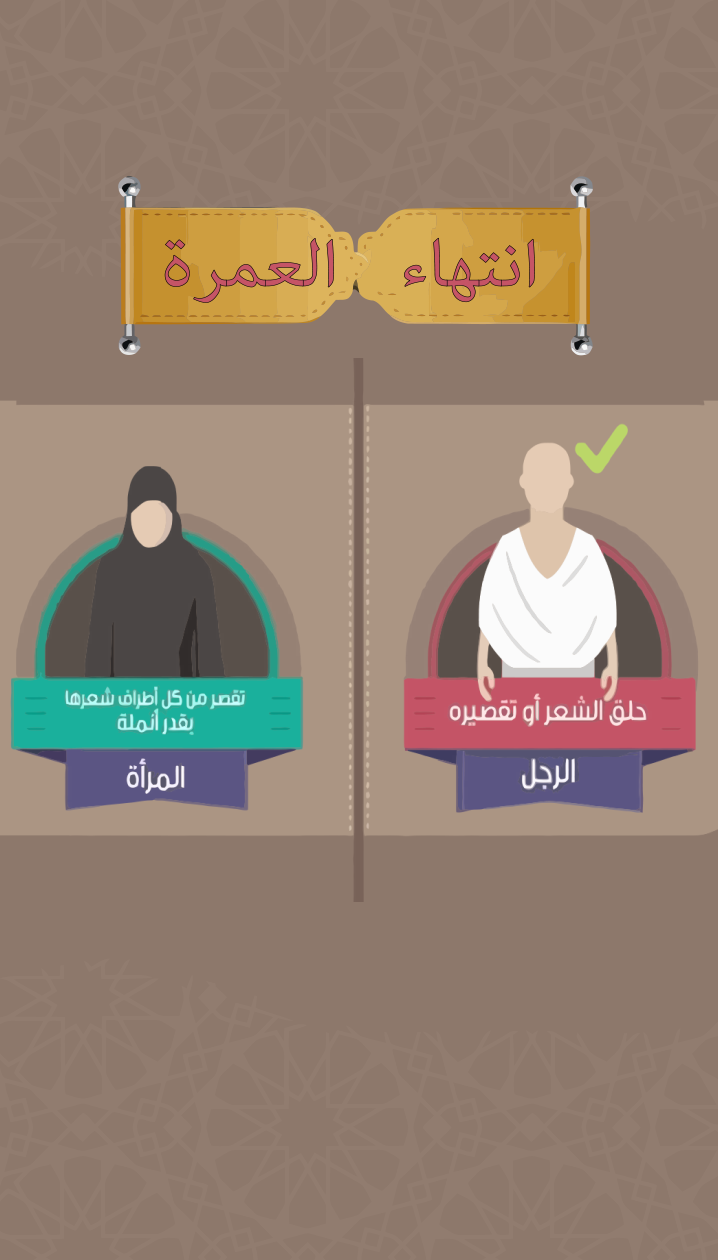 انتهاء العمرة
حلق الشعر أو تقصيره
الرجل
تقصر من كل أطراف شعرها
بقدر أنملة
المرأة